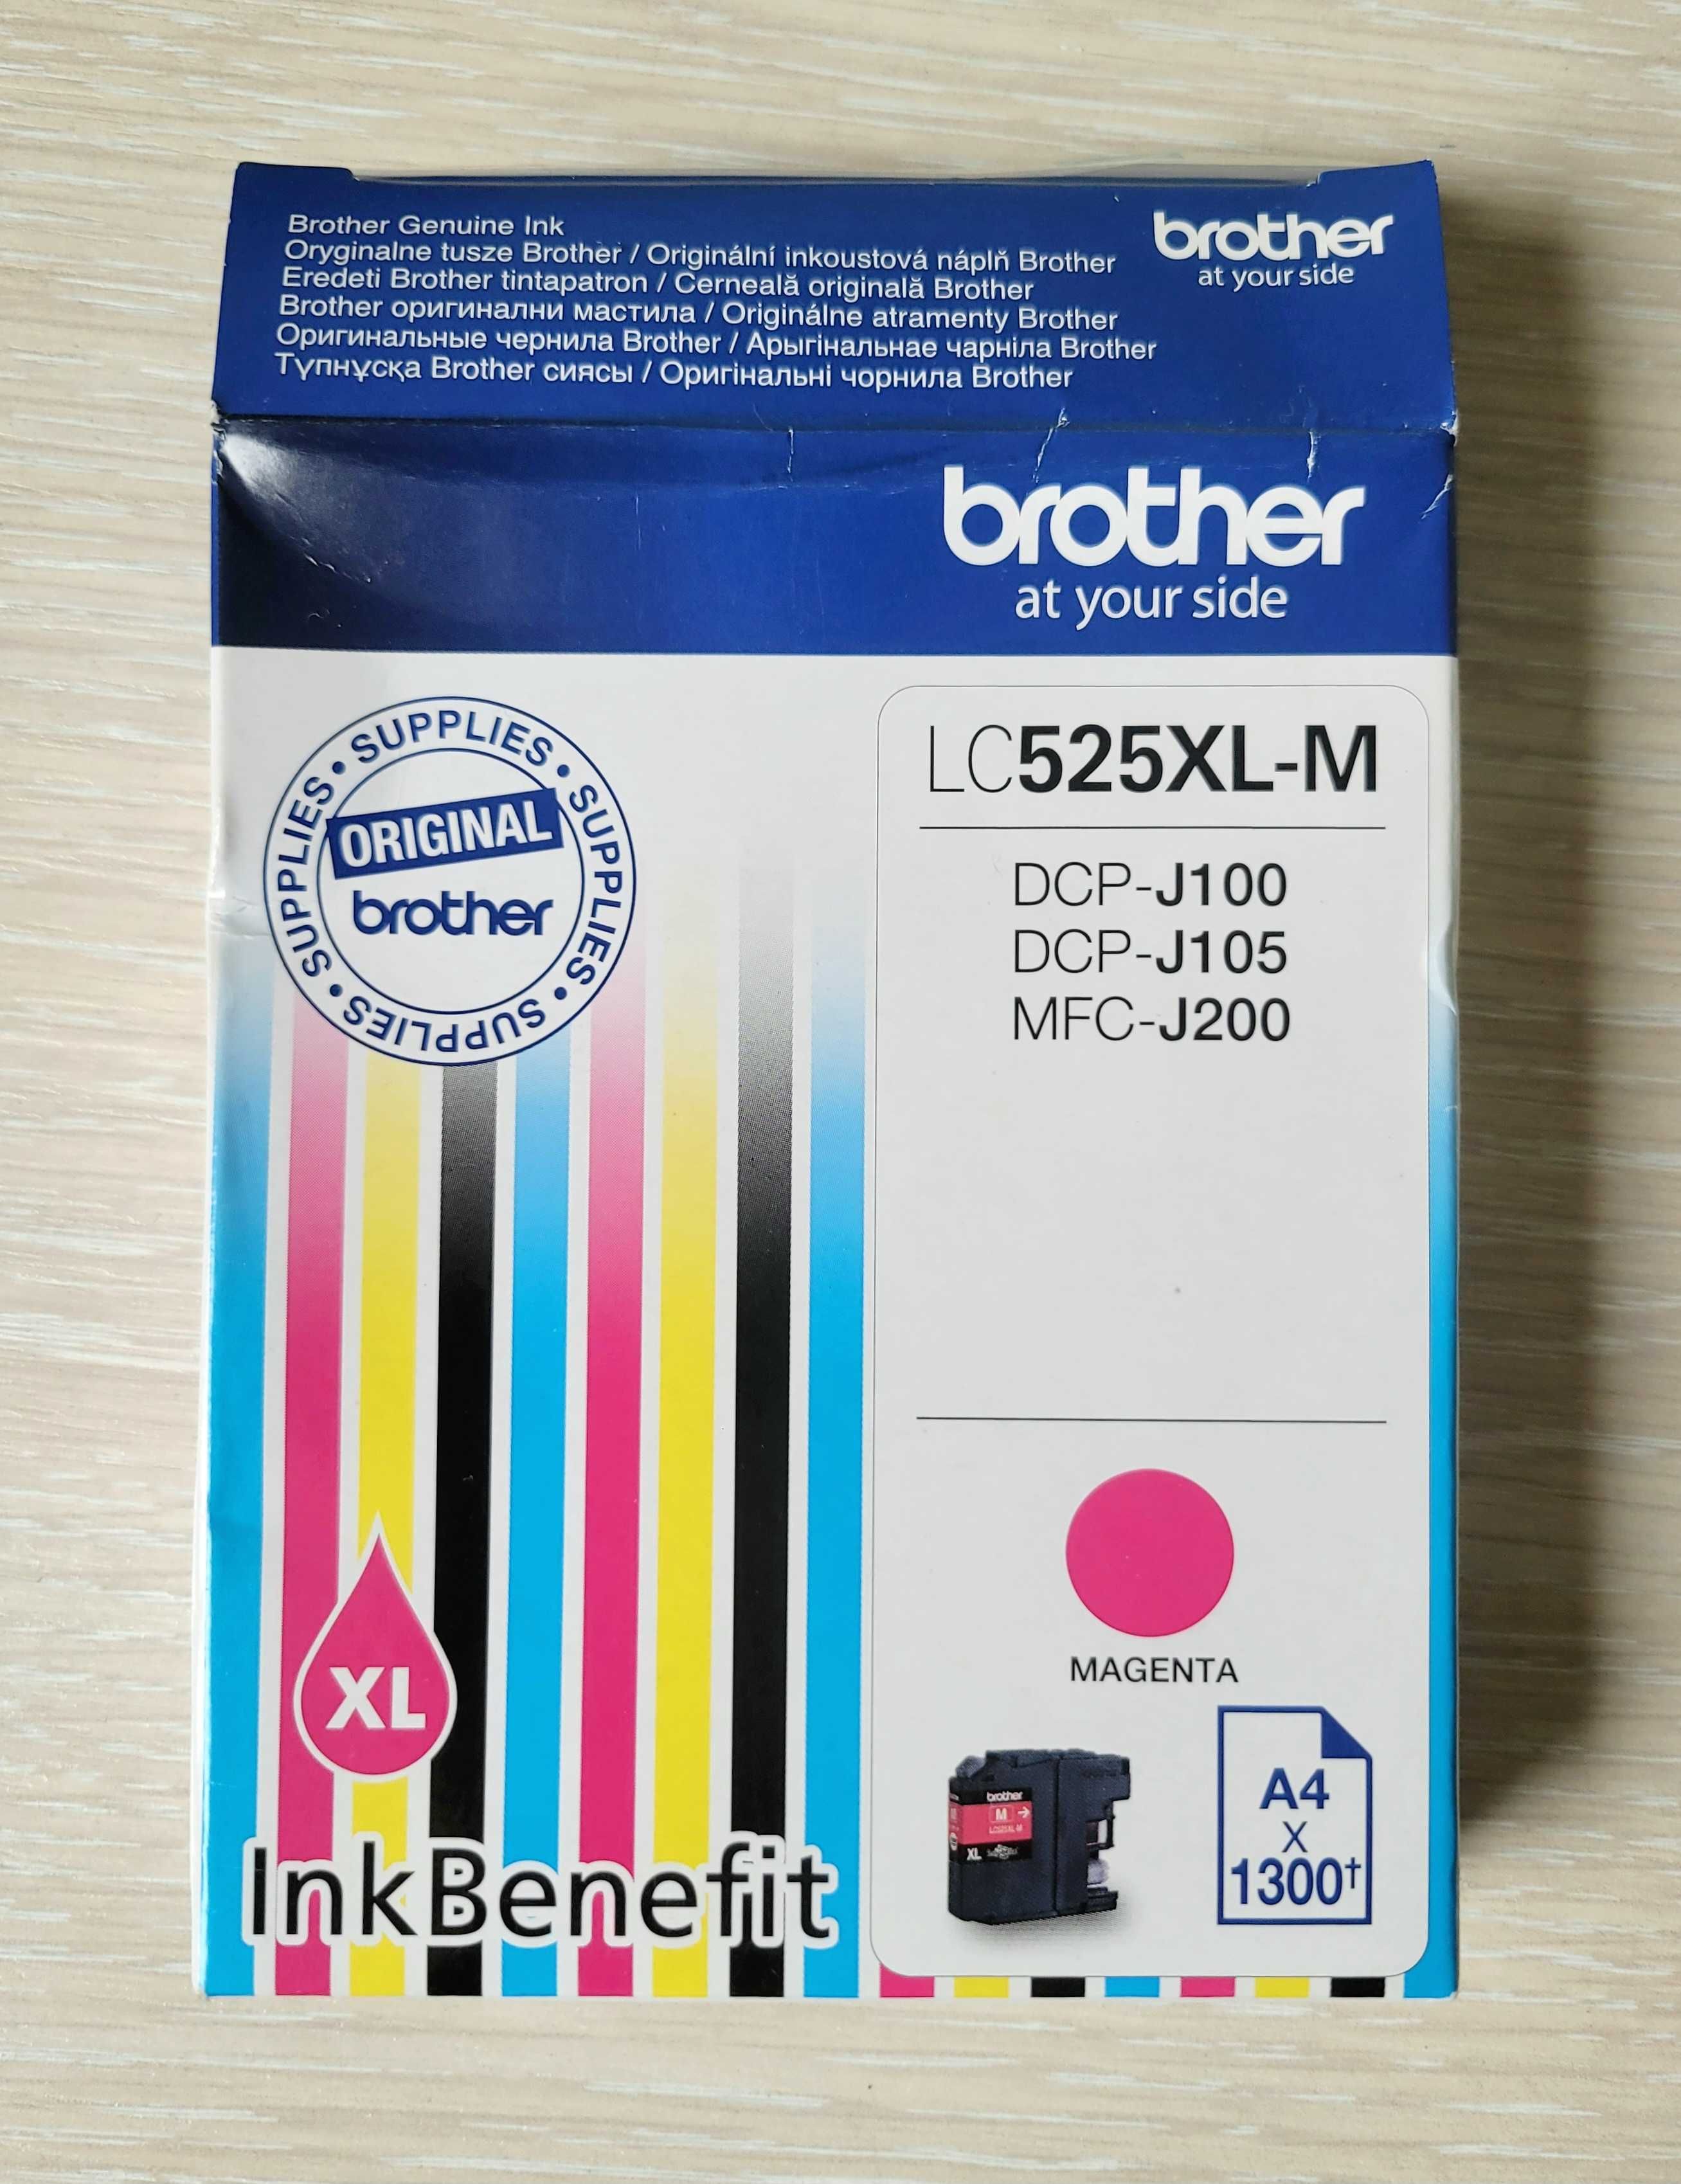 Brother Genuine Ink
Oryginalne tusze Brother / Originální inkoustová náplň Brother
Eredeti Brother tintapatron / Cerneală originală Brother
Brother оригинални мастила / Originálne atramenty Brother
Оригинальные чернила Brother / Арыгінальнае чарніла Brother
Түпнұсқа Brother сиясы / Оригінальні чорнила Brother
brother
at your side
brother
at your side
SUPPLIES • SUPPLIES • SUPPLIES • SUPPLIES •
ORIGINAL
brother
LC525XL-M
DCP-J100
DCP-J105
MFC-J200
MAGENTA
XL
InkBenefit
brother
M
LC525XL-M
XL
A4
X
1300†